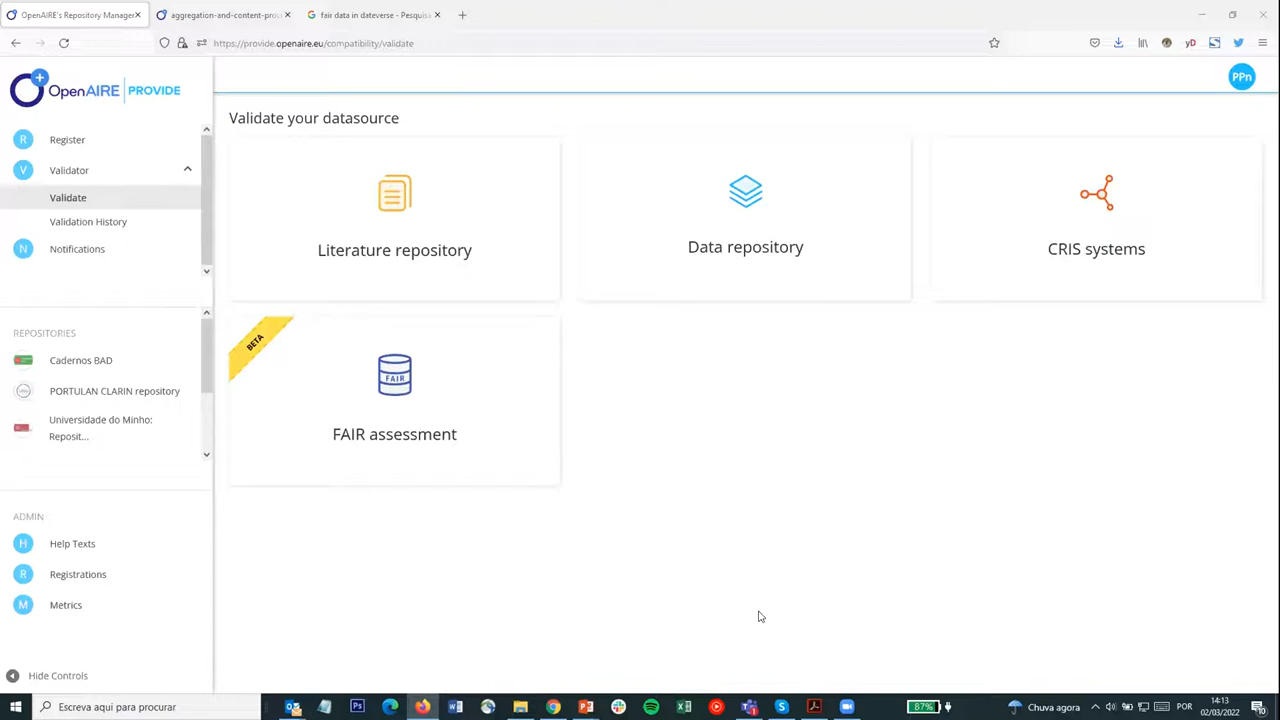 OpenAIRE's Repository Manager
aggregation-and-content-prov
fair data in dateverse - Pesquisa
https://provide.openaire.eu/compatibility/validate
yD
OpenAIRE PROVIDE
PPn
R Register
V Validator
Validate
Validation History
N Notifications
REPOSITORIES
Cadernos BAD
PORTULAN CLARIN repository
Universidade do Minho:
Reposit...
ADMIN
H Help Texts
R Registrations
M Metrics
Hide Controls
Validate your datasource
Literature repository
Data repository
CRIS systems
BETA
FAIR
FAIR assessment
Escreva aqui para procurar
87%
Chuva agora
POR
14:13
02/03/2022